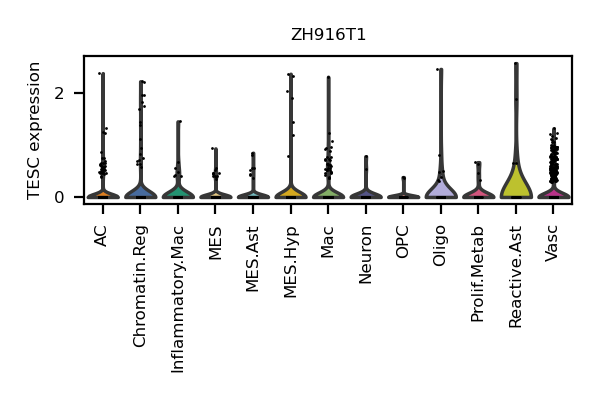 ZH916T1
TESC expression
2
0
AC
Chromatin.Reg
Inflammatory.Mac
MES
MES.Ast
MES.Hyp
Mac
Neuron
OPC
Oligo
Prolif.Metab
Reactive.Ast
Vasc